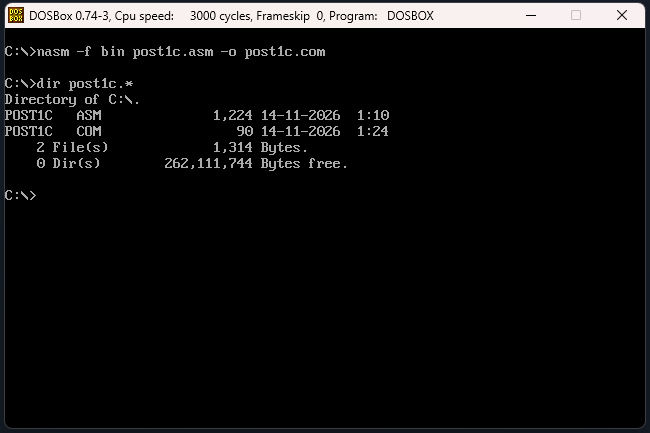 DOSBox 0.74-3, Cpu speed: 3000 cycles, Frameskip 0, Program: DOSBOX
C:\>nasm -f bin post1c.asm -o post1c.com
C:\>dir post1c.*
Directory of C:\.
POST1C ASM 1,224 14-11-2026 1:10
POST1C COM 90 14-11-2026 1:24
2 File(s) 1,314 Bytes.
0 Dir(s) 262,111,744 Bytes free.
C:\>